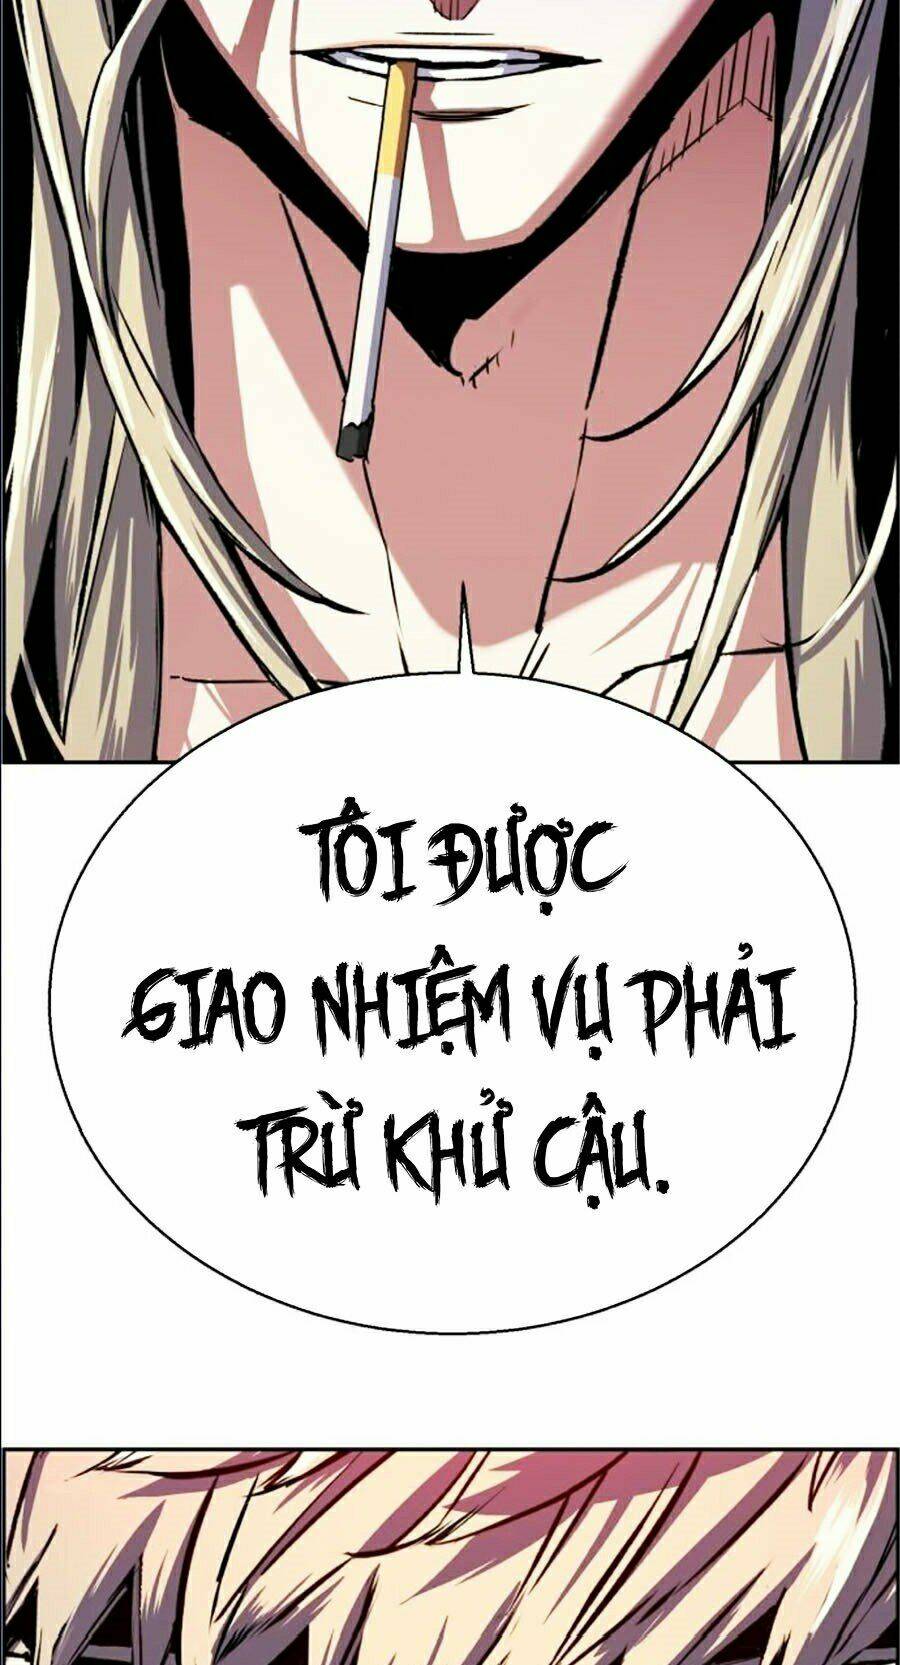 TÔI ĐƯỢC
GIAO NHIỆM VỤ PHẢI
TRỪ KHỬ CẬU.